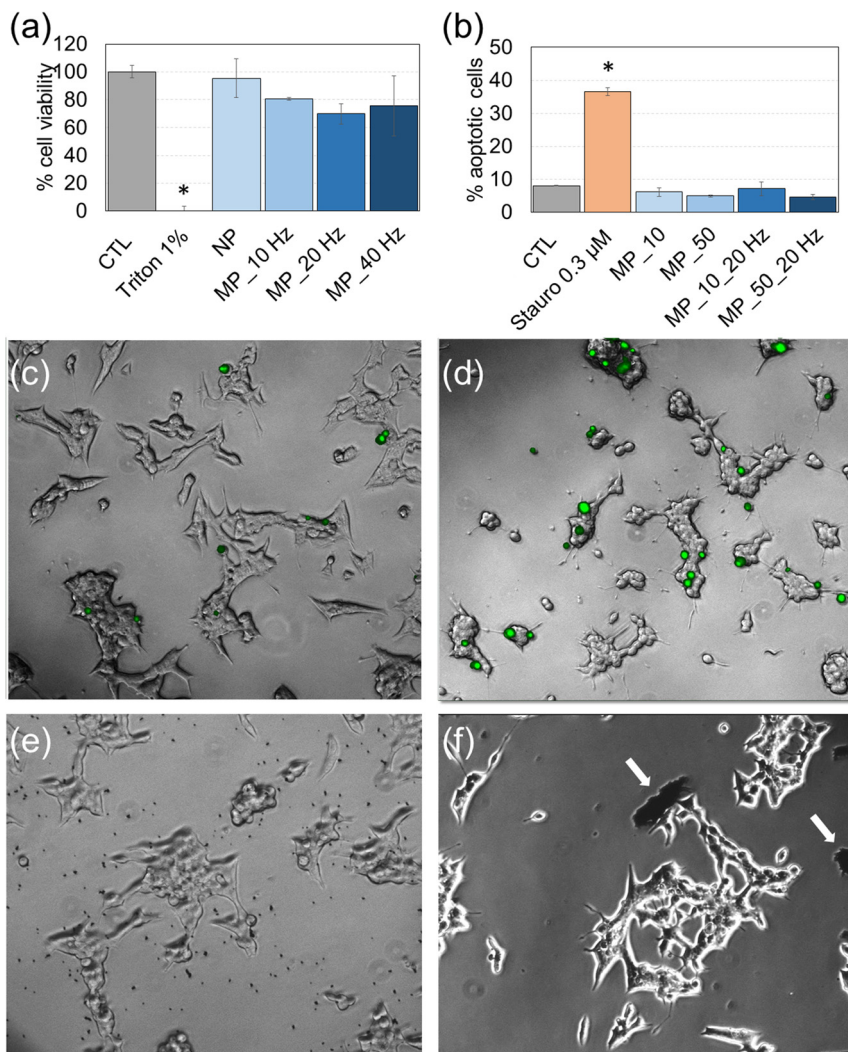 (a)
% cell viability
120
100
80
60
40
20
0
*
CTL
Triton 1%
NP
MP_10 Hz
MP_20 Hz
MP_40 Hz
(b)
% aoptotic cells
50
40
30
20
10
0
*
CTL
Stauro 0.3 µM
MP_10
MP_50
MP_10_20 Hz
MP_50_20 Hz
(c)
(d)
(e)
(f)